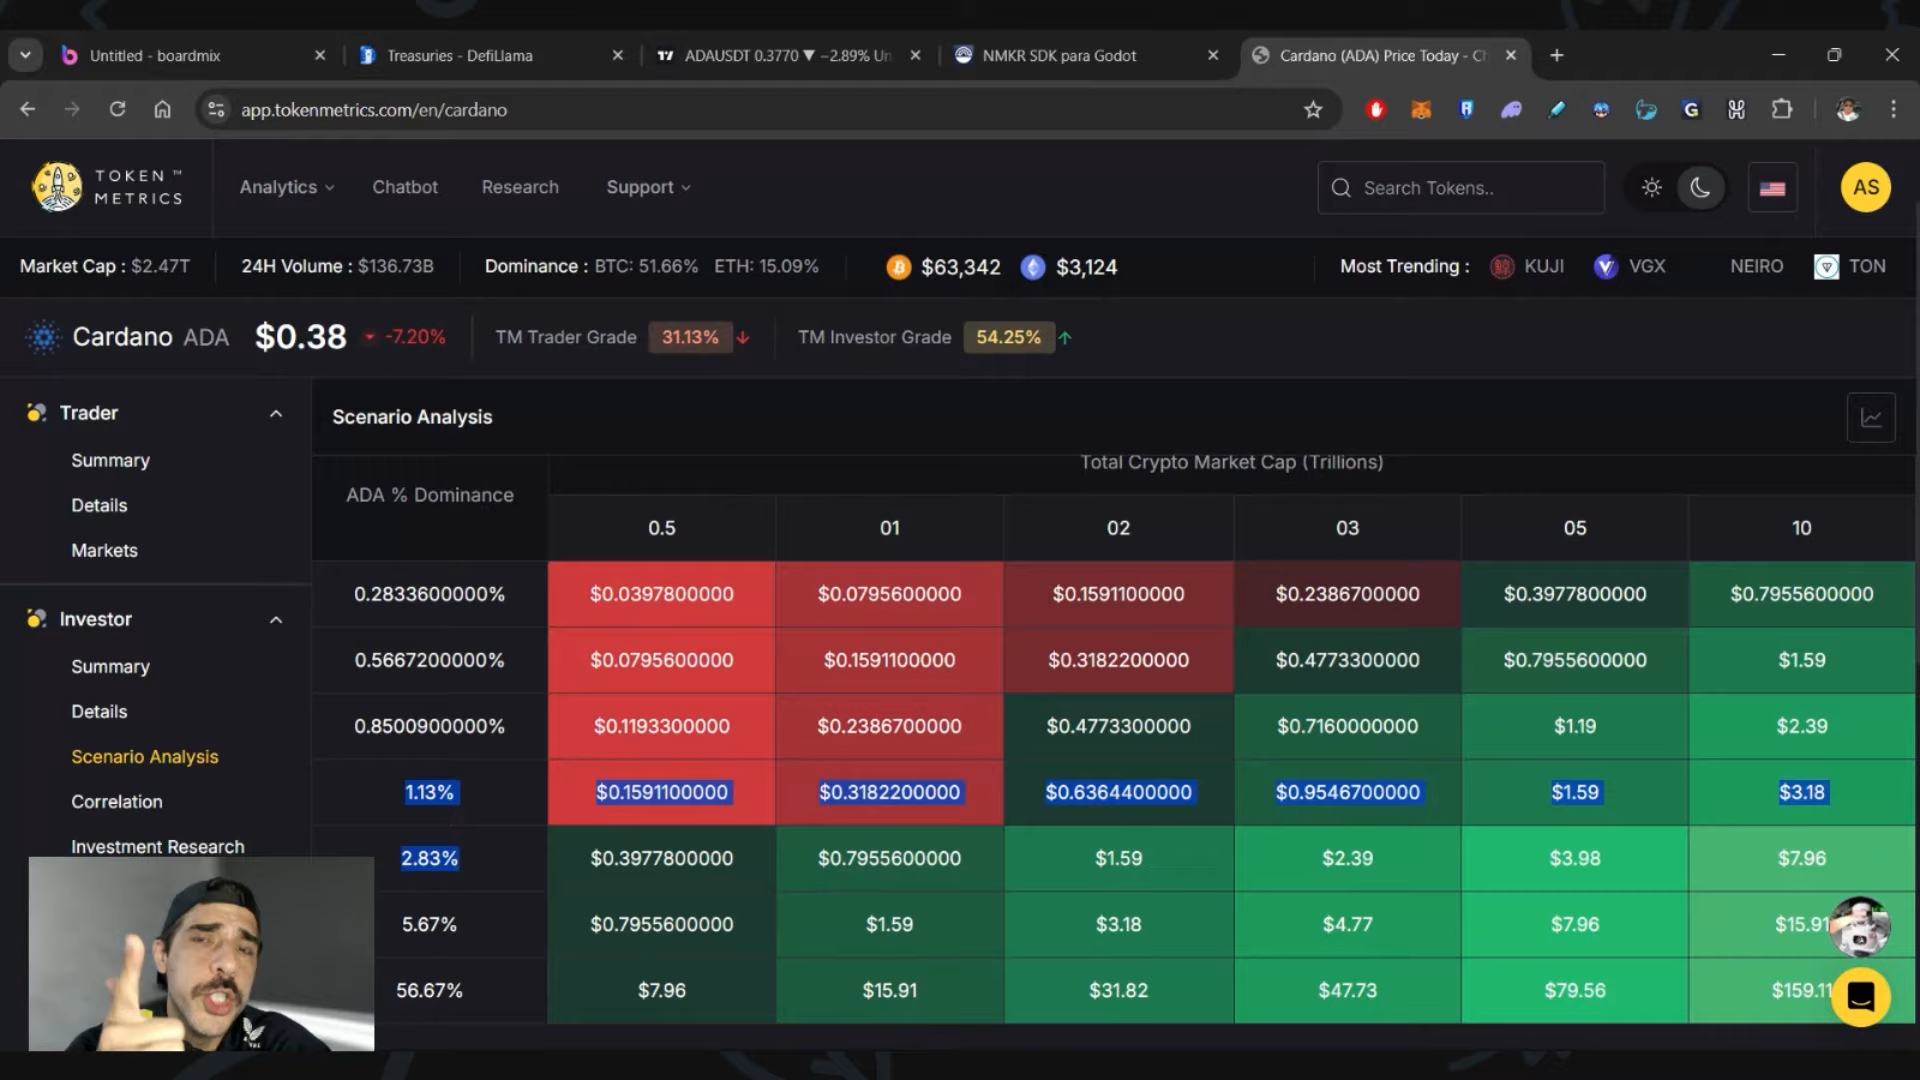 Untitled - boardmix
Treasuries - DefiLlama
ADAUSDT 0.3770 ▼ −2.89% Un
NMKR SDK para Godot
Cardano (ADA) Price Today - Ch
app.tokenmetrics.com/en/cardano
TOKEN ™
METRICS
Analytics
Chatbot
Research
Support
Search Tokens..
AS
Market Cap : $2.47T
24H Volume : $136.73B
Dominance : BTC: 51.66% ETH: 15.09%
$63,342
$3,124
Most Trending :
KUJI
VGX
NEIRO
TON
Cardano ADA
$0.38
-7.20%
TM Trader Grade
31.13%
TM Investor Grade
54.25%
Trader
Summary
Details
Markets
Investor
Summary
Details
Scenario Analysis
Correlation
Investment Research
Scenario Analysis
Total Crypto Market Cap (Trillions)
ADA % Dominance
0.5 01 02 03 05 10
0.2833600000% $0.0397800000 $0.0795600000 $0.1591100000 $0.2386700000 $0.3977800000 $0.7955600000
0.5667200000% $0.0795600000 $0.1591100000 $0.3182200000 $0.4773300000 $0.7955600000 $1.59
0.8500900000% $0.1193300000 $0.2386700000 $0.4773300000 $0.7160000000 $1.19 $2.39
1.13% $0.1591100000 $0.3182200000 $0.6364400000 $0.9546700000 $1.59 $3.18
2.83% $0.3977800000 $0.7955600000 $1.59 $2.39 $3.98 $7.96
5.67% $0.7955600000 $1.59 $3.18 $4.77 $7.96 $15.91
56.67% $7.96 $15.91 $31.82 $47.73 $79.56 $159.11